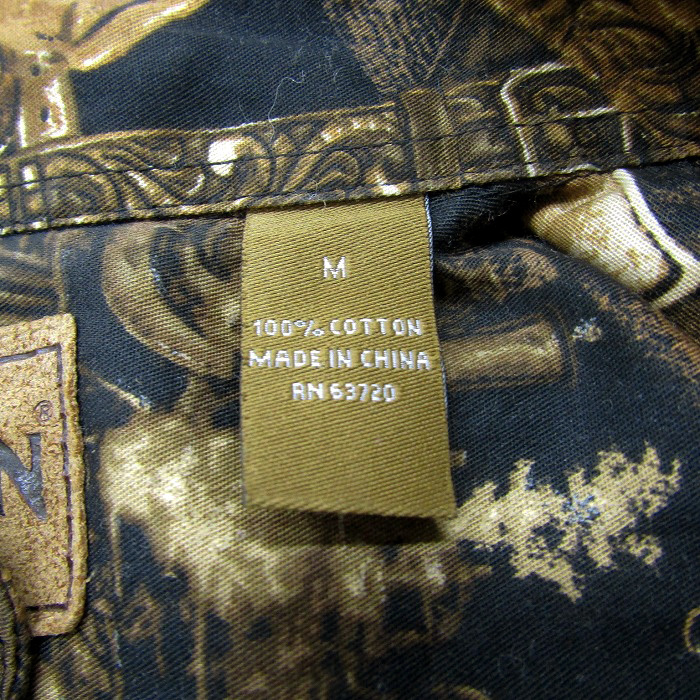 M
100% COTTON
MADE IN CHINA
RN 63720
N®